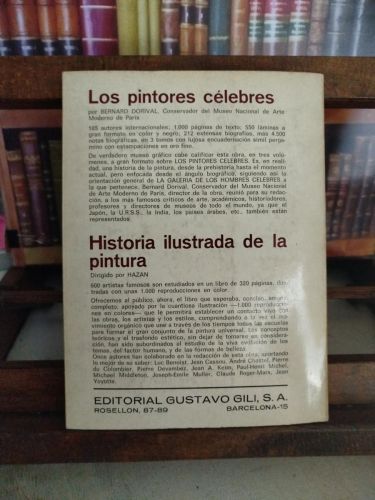 Los pintores célebres
por BERNARD DORIVAL, Conservador del Museo Nacional de Arte
Moderno de París
165 autores internacionales; 1.000 páginas de texto; 550 láminas a
gran formato en color y negro, 212 extensas biografías, más 4.500
notas biográficas, en 3 tomos con lujosa encuadernación símil perga-
mino con estampaciones en oro fino.
De verdadero museo gráfico cabe calificar esta obra, en tres volú-
menes, a gran formato sobre LOS PINTORES CELEBRES. Es, en reali-
dad, una historia de la pintura, desde la prehistoria hasta el momento
actual, pero enfocada desde el ángulo biográfico, siguiendo así la
orientación general de LA GALERIA DE LOS HOMBRES CELEBRES a
la que pertenece. Bernard Dorival, Conservador del Museo Nacional
de Arte Moderno de París, director de la obra, reunió para su redac-
ción, a los más famosos críticos de arte, académicos, historiadores,
profesores y directores de museos de todo el mundo, ya que el
Japón, la U.R.S.S., la India, los países árabes, etc., también están
representados.
Historia ilustrada de la
pintura
Dirigido por HAZAN
600 artistas famosos son estudiados en un libro de 320 páginas, ilus-
tradas con unas 1.000 reproducciones en color.
Ofrecemos al público, ahora, el libro que esperaba, conciso, ameno,
completo, apoyado por la cuantiosa ilustración —1.000 reproduccio-
nes en colores— que le permitirá establecer un contacto vivo con
las obras, los artistas y los estilos, comprendiendo a la vez el mo-
vimiento orgánico que une a través de los tiempos todas las escuelas
para formar el gran conjunto de la pintura universal. Los conceptos
teóricos y el trasfondo estético, sin dejar de tomarse en considera-
ción, han sido subordinados al estudio de la viva evolución de los
temas, del factor humano, y de las formas de belleza.
Once autores han colaborado en la redacción de esta obra, aportando
lo mejor de su saber: Luc Benoist, Jean Cassou, André Chastel, Pierre
du Colombier, Pierre Devambez, Jean A. Keim, Paul-Henri Michel,
Michael Middleton, Joseph-Emile Muller, Claude Roger-Marx, Jean
Yoyotte.
EDITORIAL GUSTAVO GILI, S. A.
ROSELLON, 87-89 BARCELONA-15